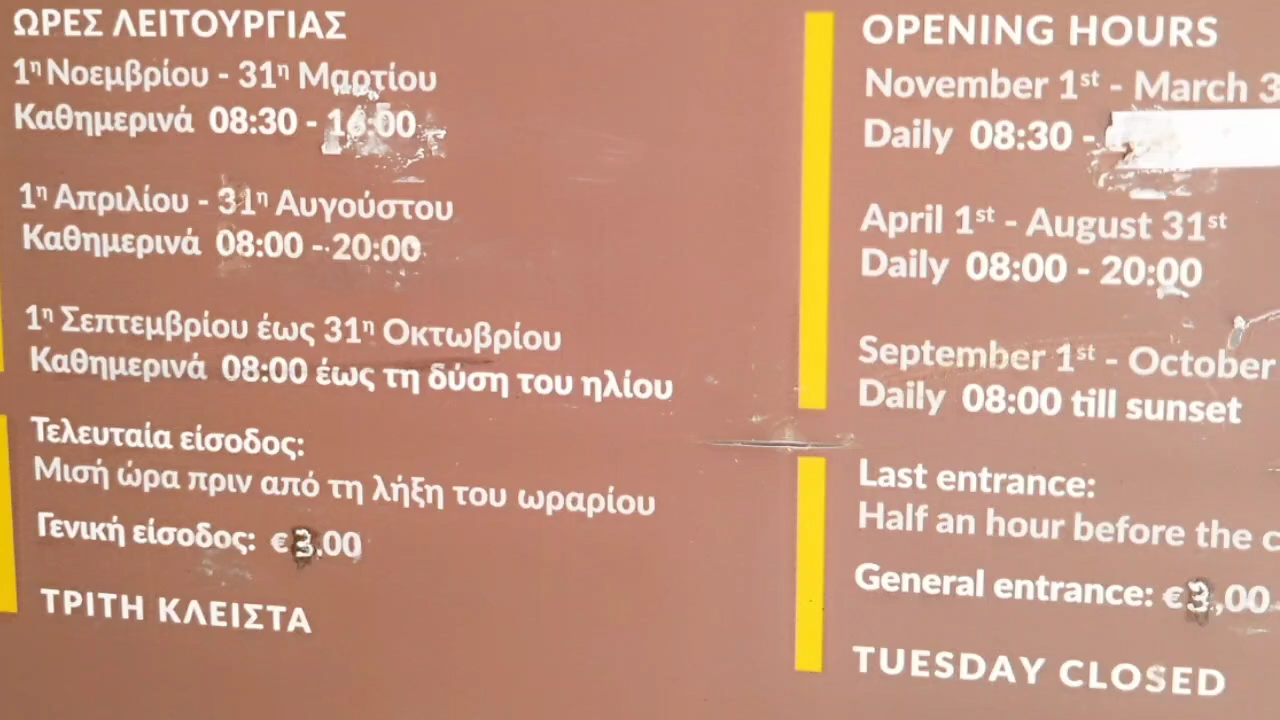 ΩΡΕΣ ΛΕΙΤΟΥΡΓΙΑΣ
1η Νοεμβρίου - 31η Μαρτίου
Καθημερινά 08:30 - 16:00
1η Απριλίου - 31η Αυγούστου
Καθημερινά 08:00 - 20:00
1η Σεπτεμβρίου έως 31η Οκτωβρίου
Καθημερινά 08:00 έως τη δύση του ηλίου
Τελευταία είσοδος:
Μισή ώρα πριν από τη λήξη του ωραρίου
Γενική είσοδος: €3.00
ΤΡΙΤΗ ΚΛΕΙΣΤΑ
OPENING HOURS
November 1st - March
Daily 08:30 -
April 1st - August 31st
Daily 08:00 - 20:00
September 1st - October
Daily 08:00 till sunset
Last entrance:
Half an hour before the
General entrance: €3,00
TUESDAY CLOSED